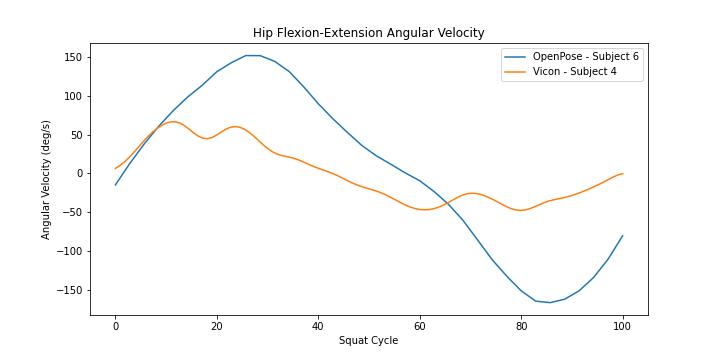 Hip Flexion-Extension Angular Velocity
OpenPose - Subject 6
Vicon - Subject 4
150
100
50
0
−50
−100
−150
Angular Velocity (deg/s)
0 20 40 60 80 100
Squat Cycle